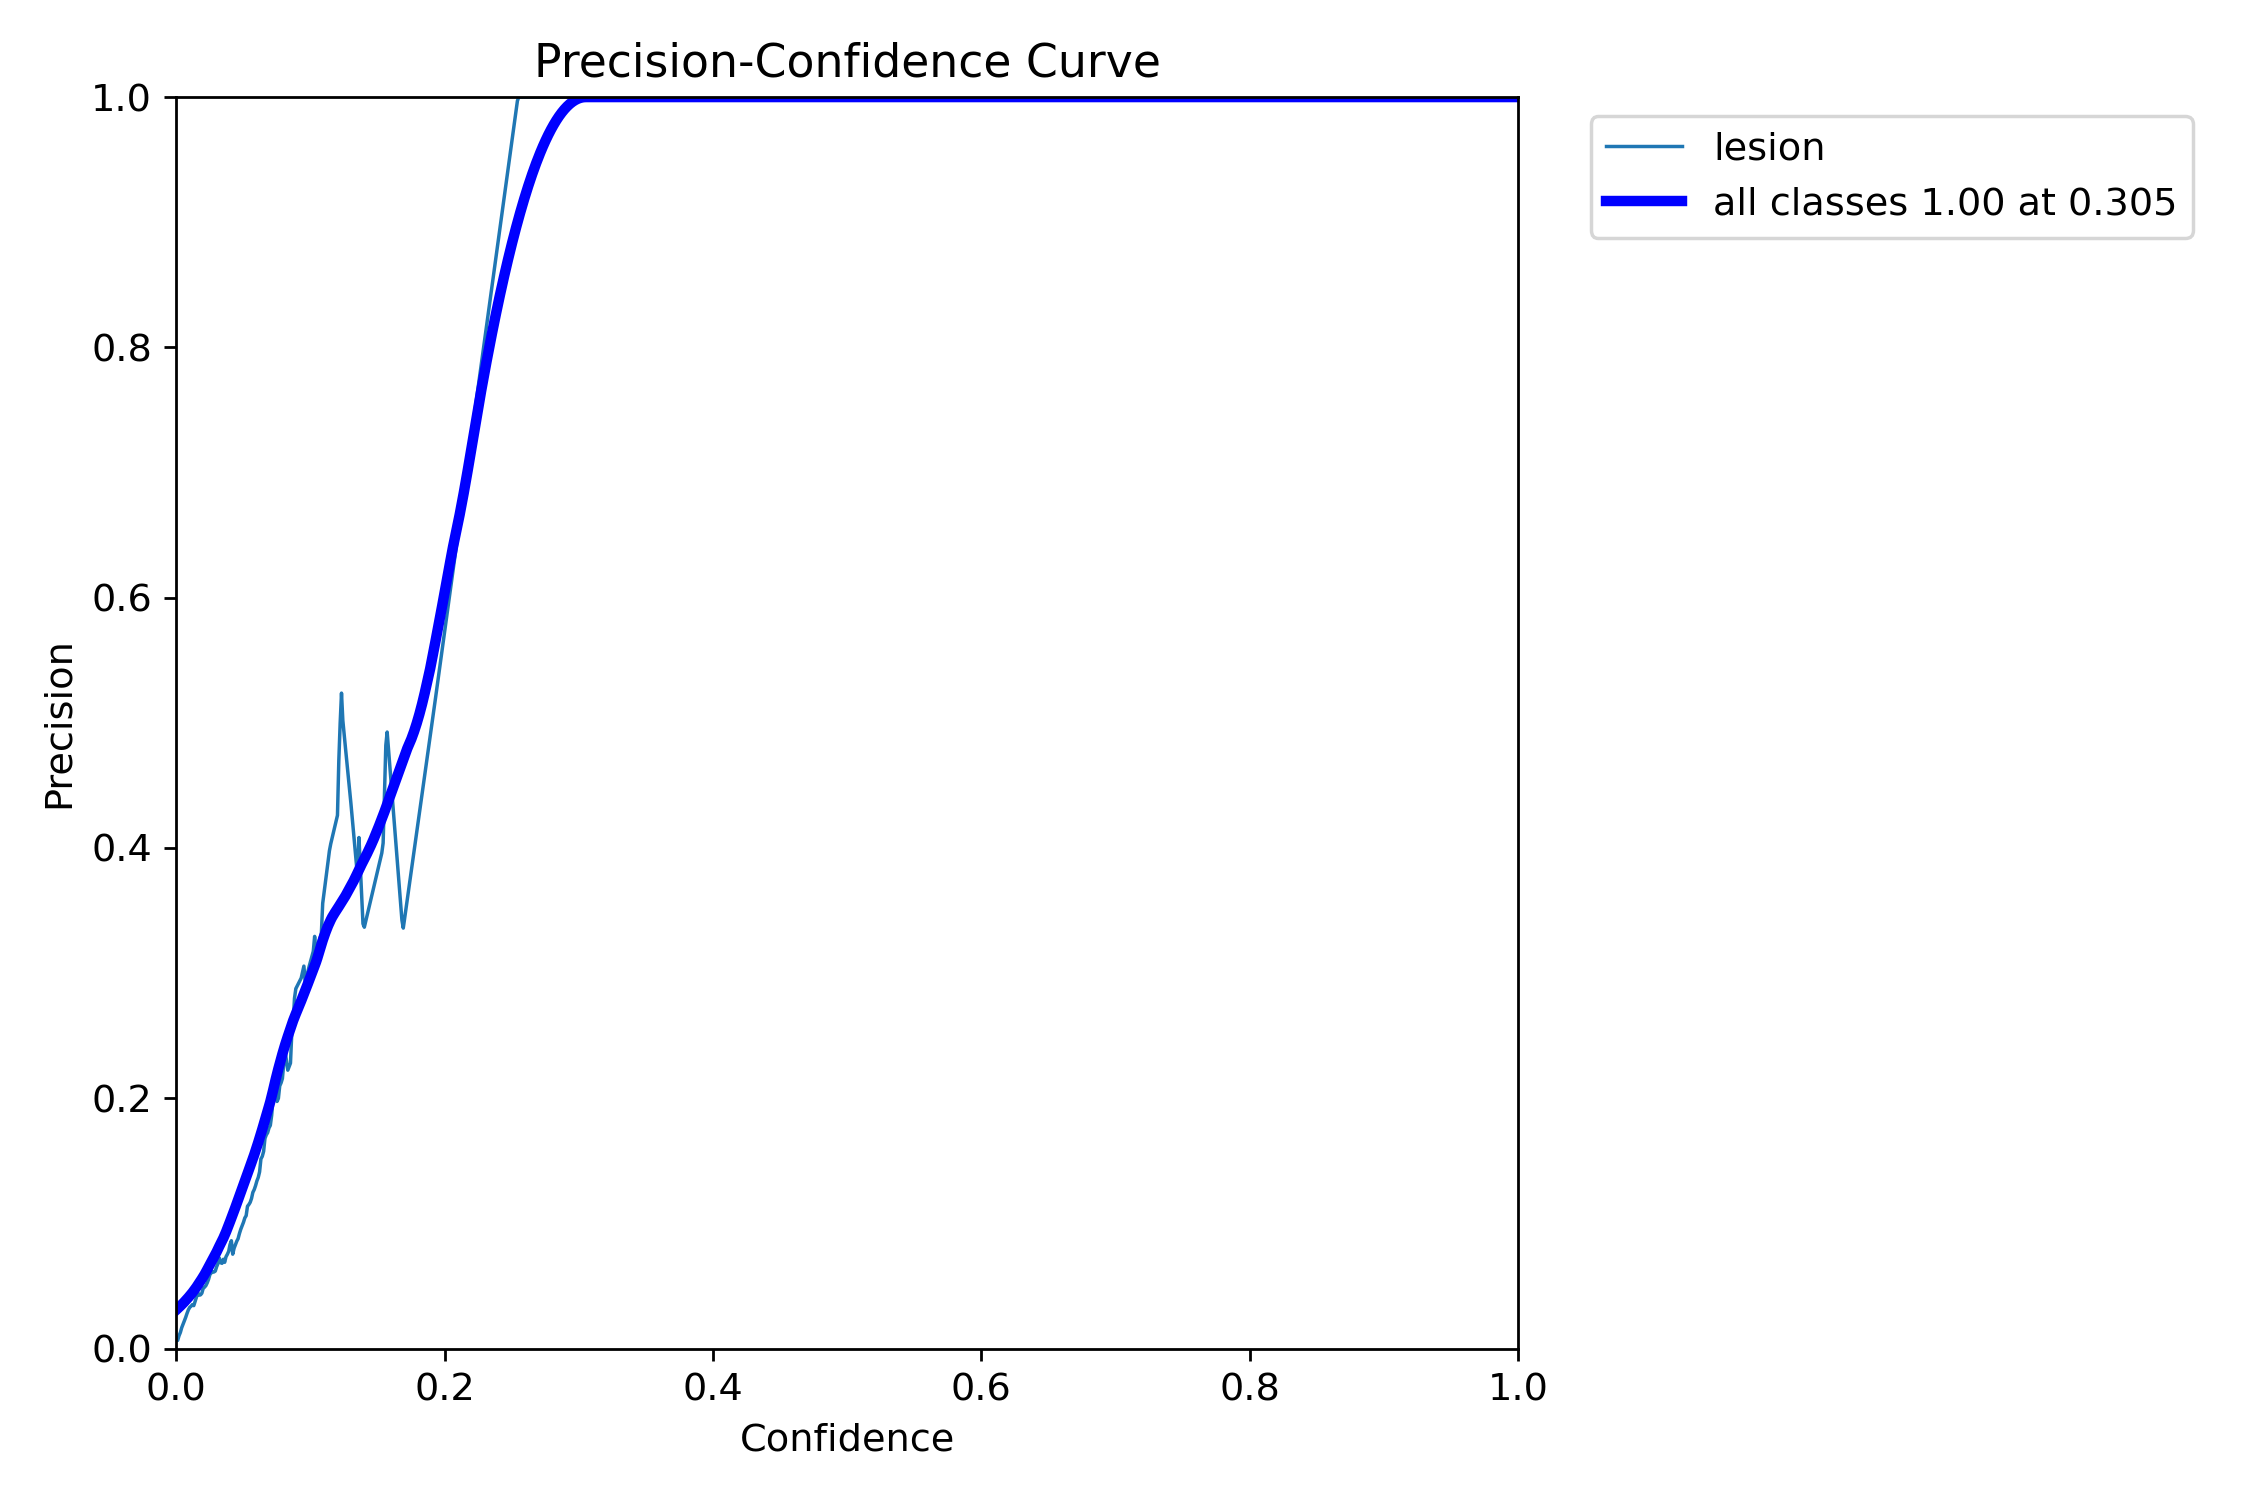 Precision-Confidence Curve
1.0
0.8
0.6
0.4
0.2
0.0
Precision
0.0 0.2 0.4 0.6 0.8 1.0
Confidence
lesion
all classes 1.00 at 0.305